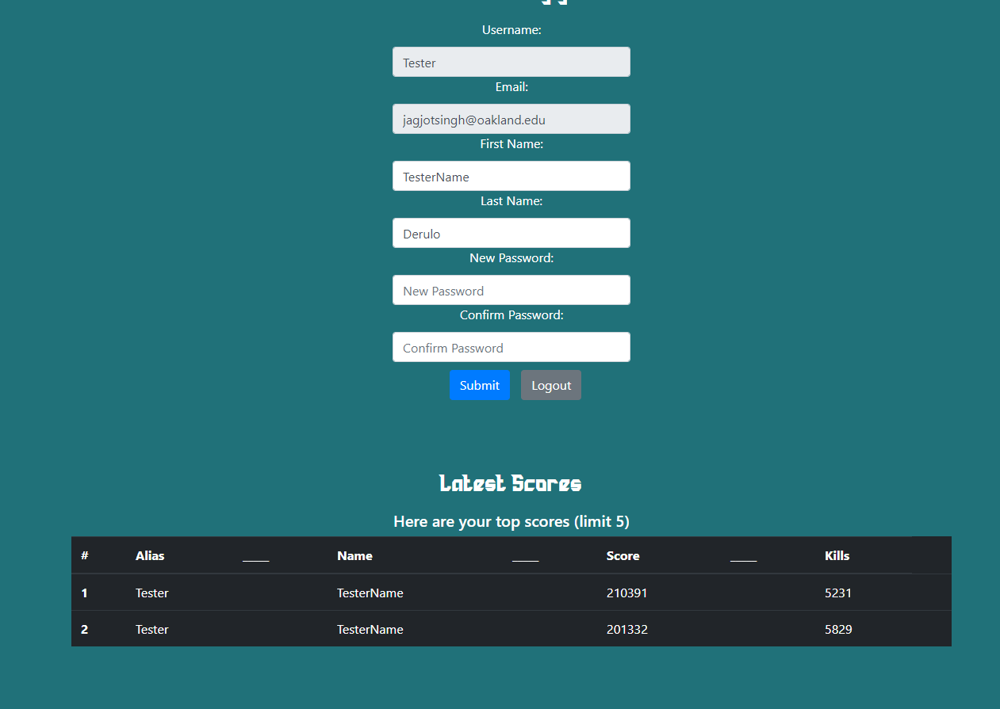 Username:
Tester
Email:
jagjotsingh@oakland.edu
First Name:
TesterName
Last Name:
Derulo
New Password:
New Password
Confirm Password:
Confirm Password
Submit Logout
Latest Scores
Here are your top scores (limit 5)
# Alias ____ Name ____ Score ____ Kills
1 Tester TesterName 210391 5231
2 Tester TesterName 201332 5829